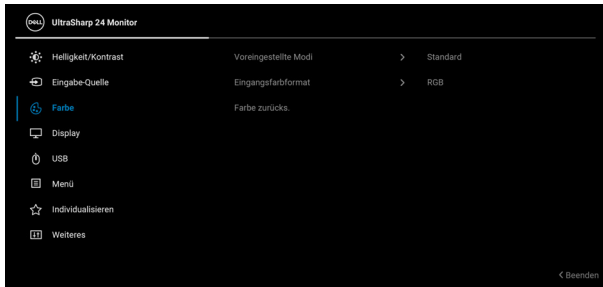 DELL UltraSharp 24 Monitor
Helligkeit/Kontrast Voreingestellte Modi > Standard
Eingabe-Quelle Eingangsfarbformat > RGB
Farbe Farbe zurücks.
Display
USB
Menü
Individualisieren
Weiteres
< Beenden